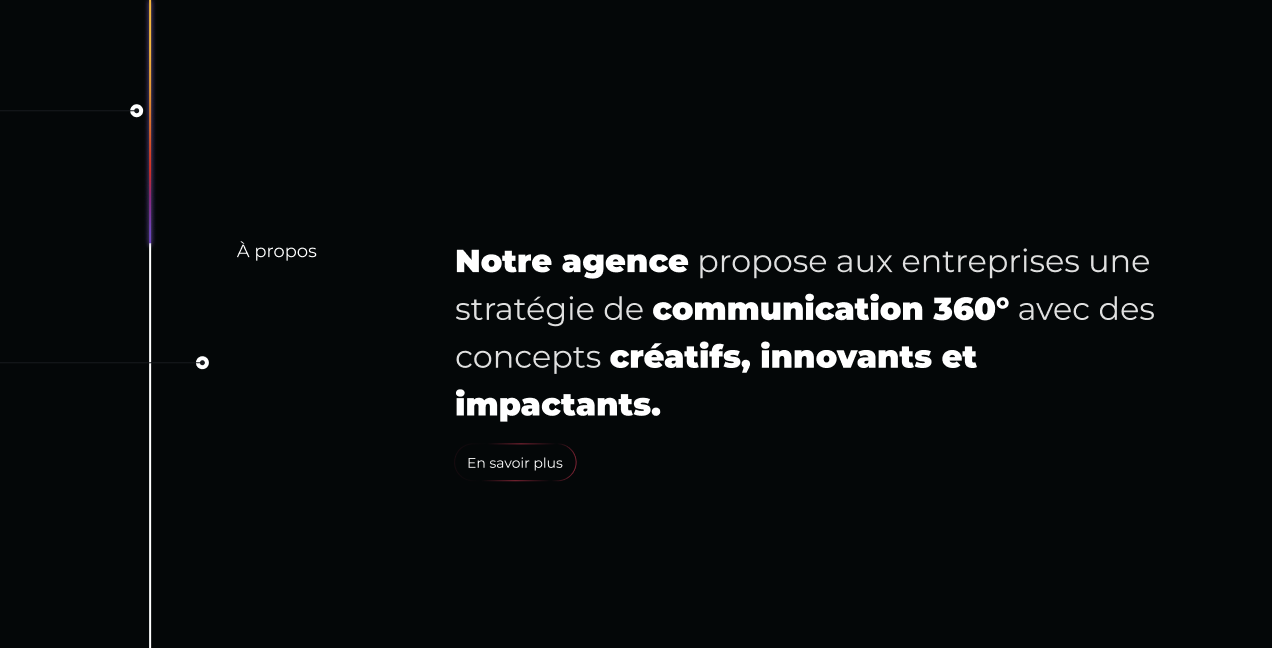 À propos
Notre agence propose aux entreprises une
stratégie de communication 360° avec des
concepts créatifs, innovants et
impactants.
En savoir plus